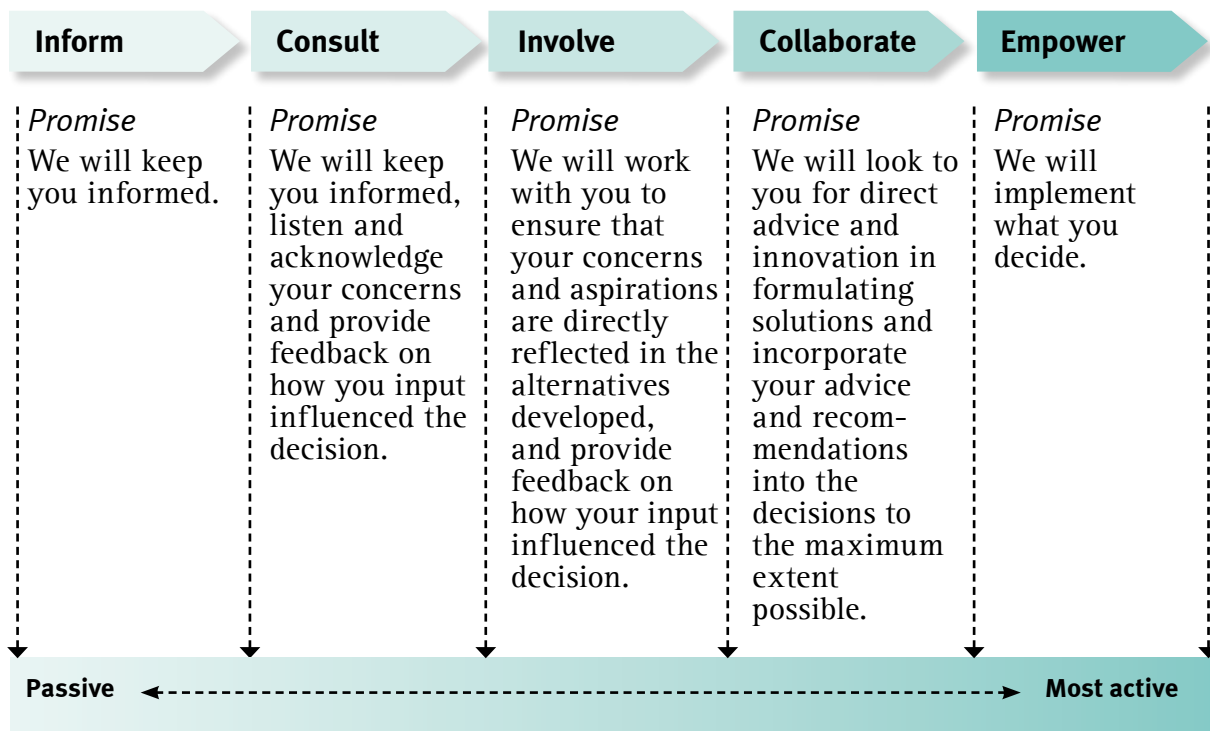 Inform
Consult
Involve
Collaborate
Empower
Promise
We will keep
you informed.
Promise
We will keep
you informed,
listen and
acknowledge
your concerns
and provide
feedback on
how you input
influenced the
decision.
Promise
We will work
with you to
ensure that
your concerns
and aspirations
are directly
reflected in the
alternatives
developed,
and provide
feedback on
how your input
influenced the
decision.
Promise
We will look to
you for direct
advice and
innovation in
formulating
solutions and
incorporate
your advice
and recom-
mendations
into the
decisions to
the maximum
extent
possible.
Promise
We will
implement
what you
decide.
Passive
Most active